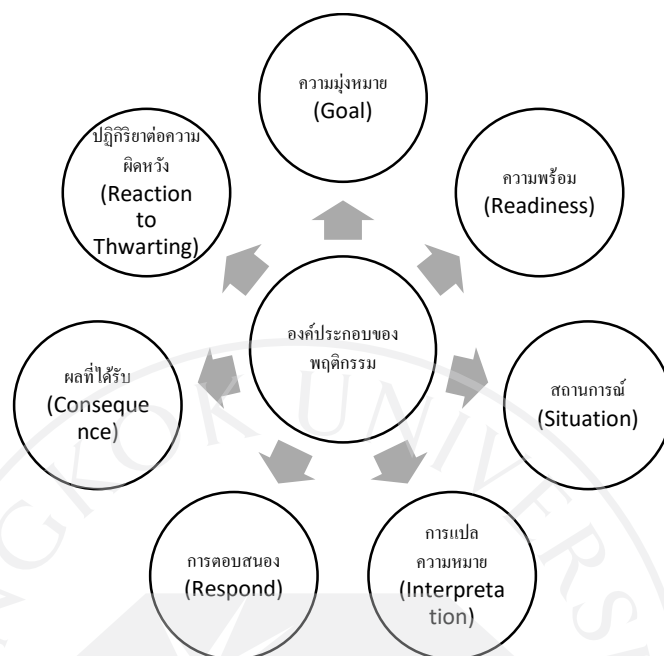 ความมุ่งหมาย
(Goal)
ความพร้อม
(Readiness)
สถานการณ์
(Situation)
การแปล
ความหมาย
(Interpreta
tion)
การตอบสนอง
(Respond)
ผลที่ได้รับ
(Conseque
nce)
ปฏิกิริยาต่อความ
ผิดหวัง
(Reaction
to
Thwarting)
องค์ประกอบของ
พฤติกรรม
NGKOK UNIVERS